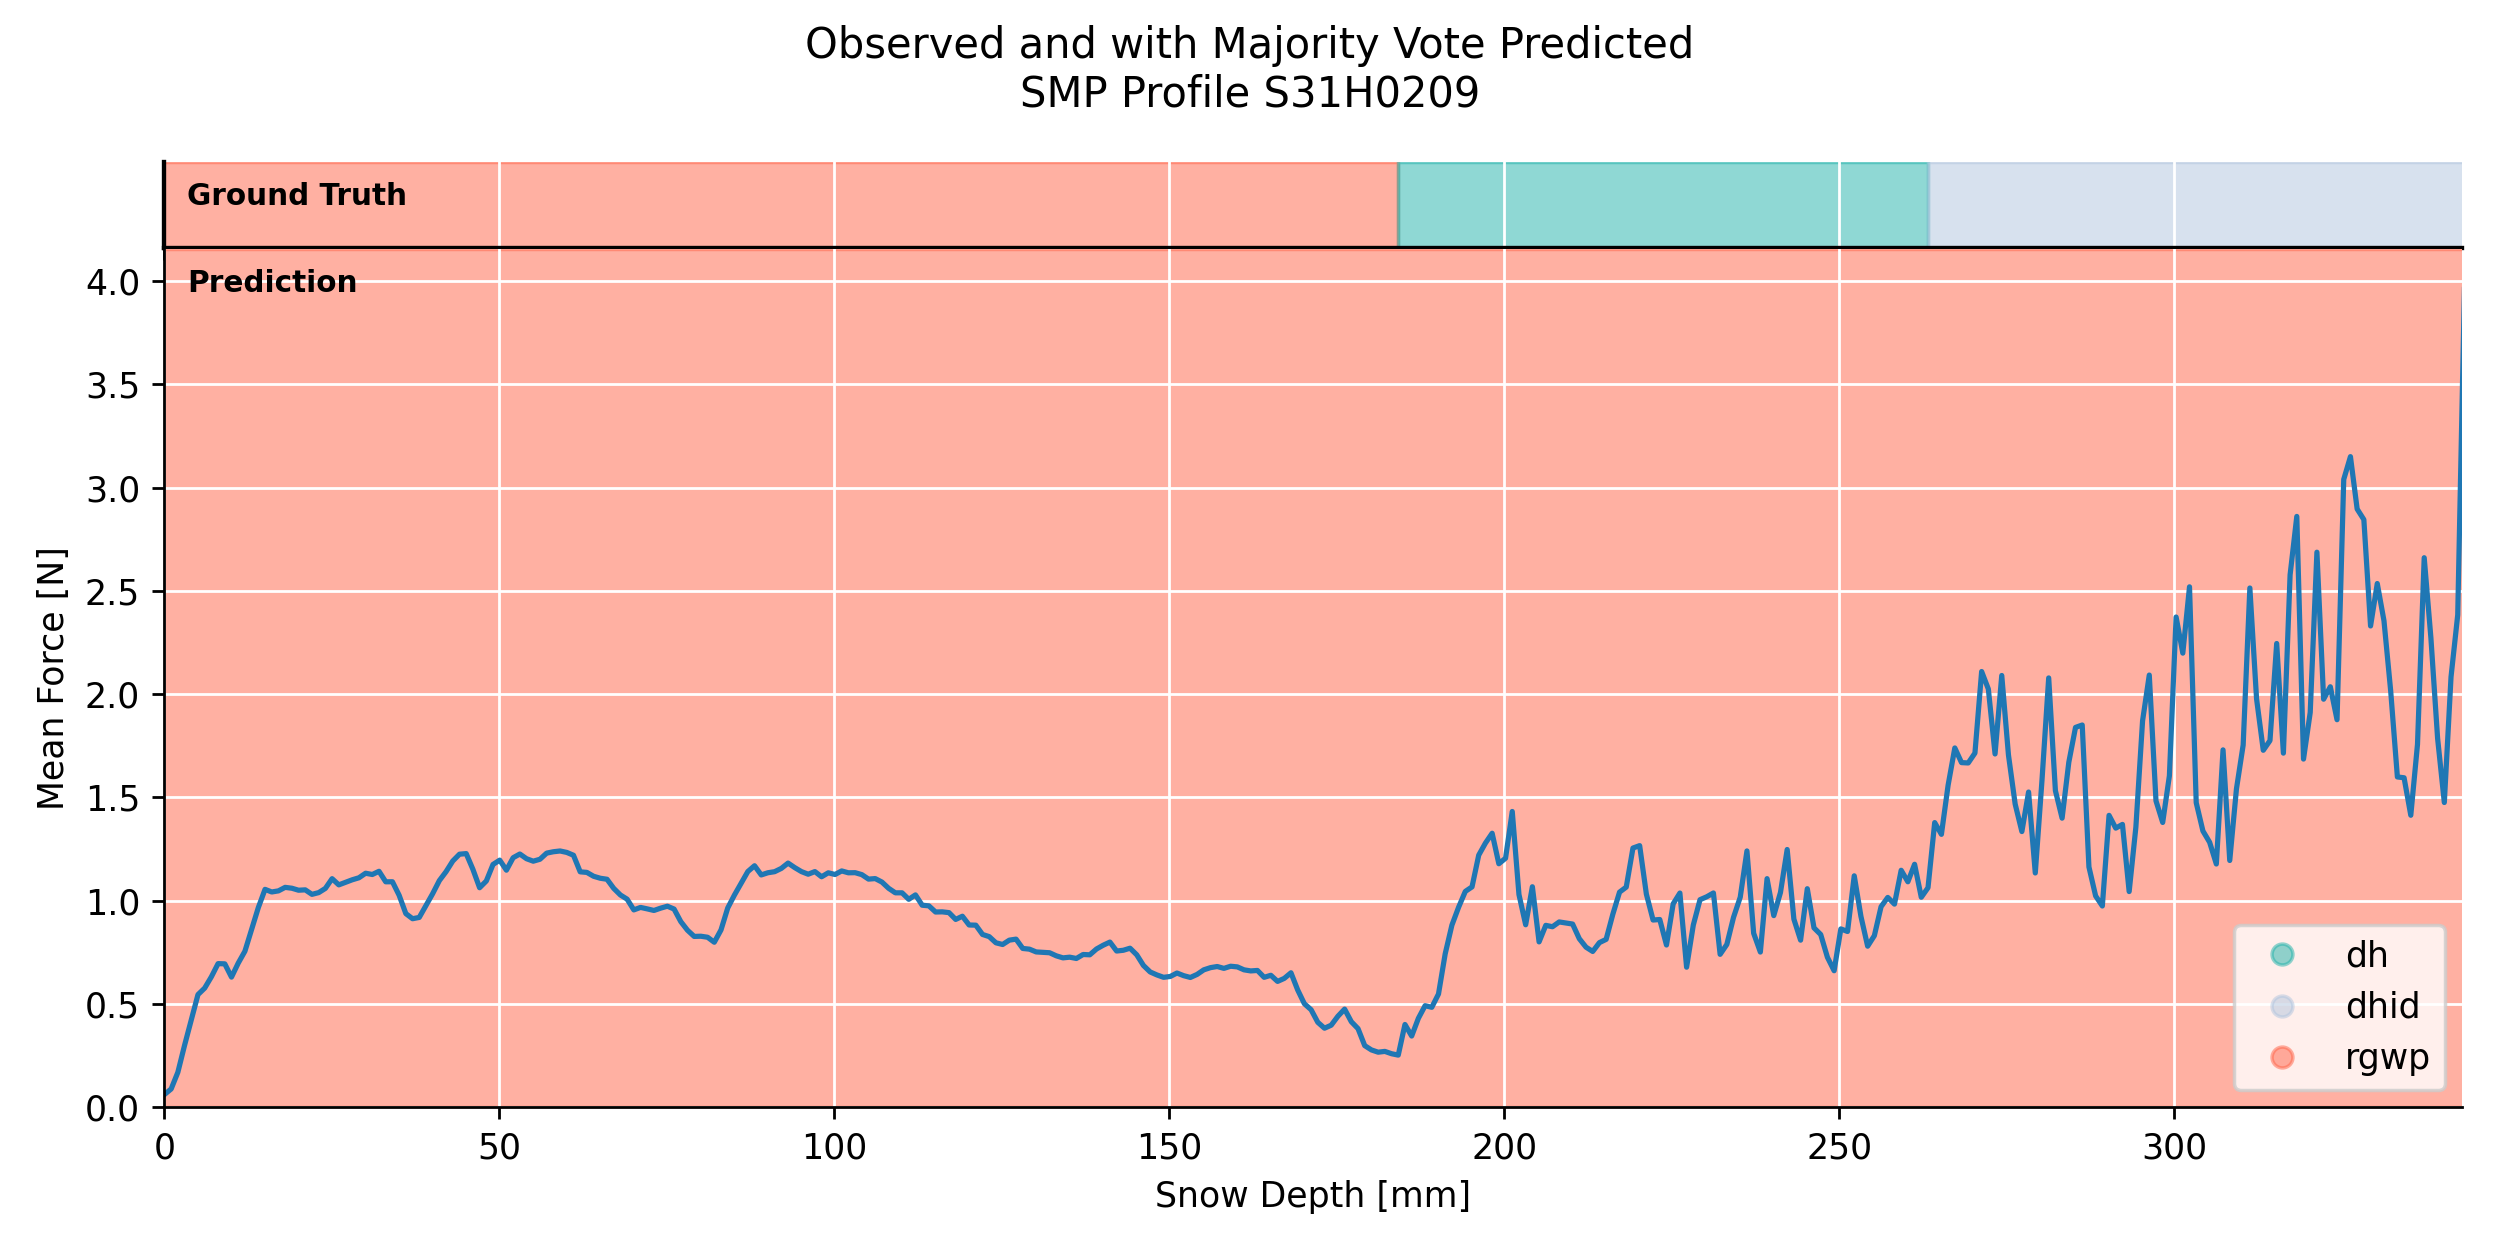 Observed and with Majority Vote Predicted
SMP Profile S31H0209
Ground Truth
Prediction
4.0
3.5
3.0
2.5
2.0
1.5
1.0
0.5
0.0
Mean Force [N]
dh
dhid
rgwp
0 50 100 150 200 250 300
Snow Depth [mm]